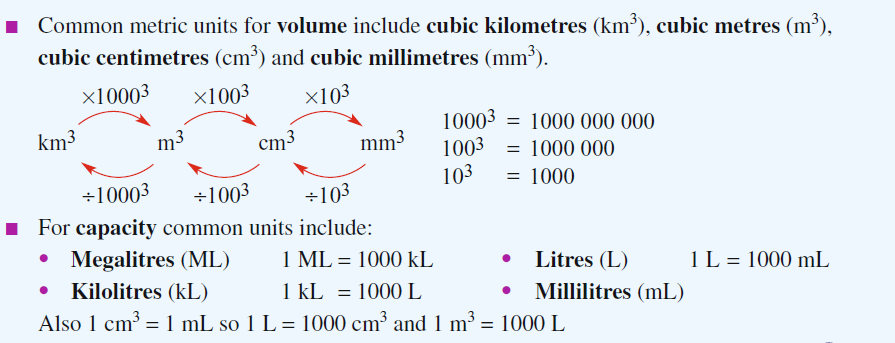 ■ Common metric units for volume include cubic kilometres (km³), cubic metres (m³),
cubic centimetres (cm³) and cubic millimetres (mm³).
×1000³ ×100³ ×10³
km³ m³ cm³ mm³
÷1000³ ÷100³ ÷10³
1000³ = 1000 000 000
100³ = 1000 000
10³ = 1000
■ For capacity common units include:
• Megalitres (ML) 1 ML = 1000 kL • Litres (L) 1 L = 1000 mL
• Kilolitres (kL) 1 kL = 1000 L • Millilitres (mL)
Also 1 cm³ = 1 mL so 1 L = 1000 cm³ and 1 m³ = 1000 L